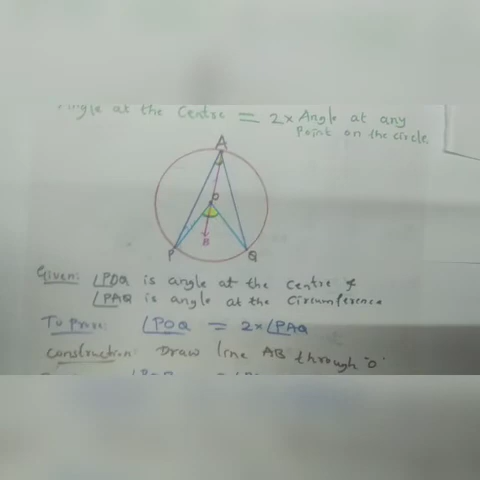 Angle at the Centre = 2x Angle at any
Point on the circle.
A
O
B
P
Q
Given: ∠POQ is angle at the centre &
∠PAQ is angle at the Circumference
To Prove: ∠POQ = 2x∠PAQ
Construction: Draw line AB through "O"